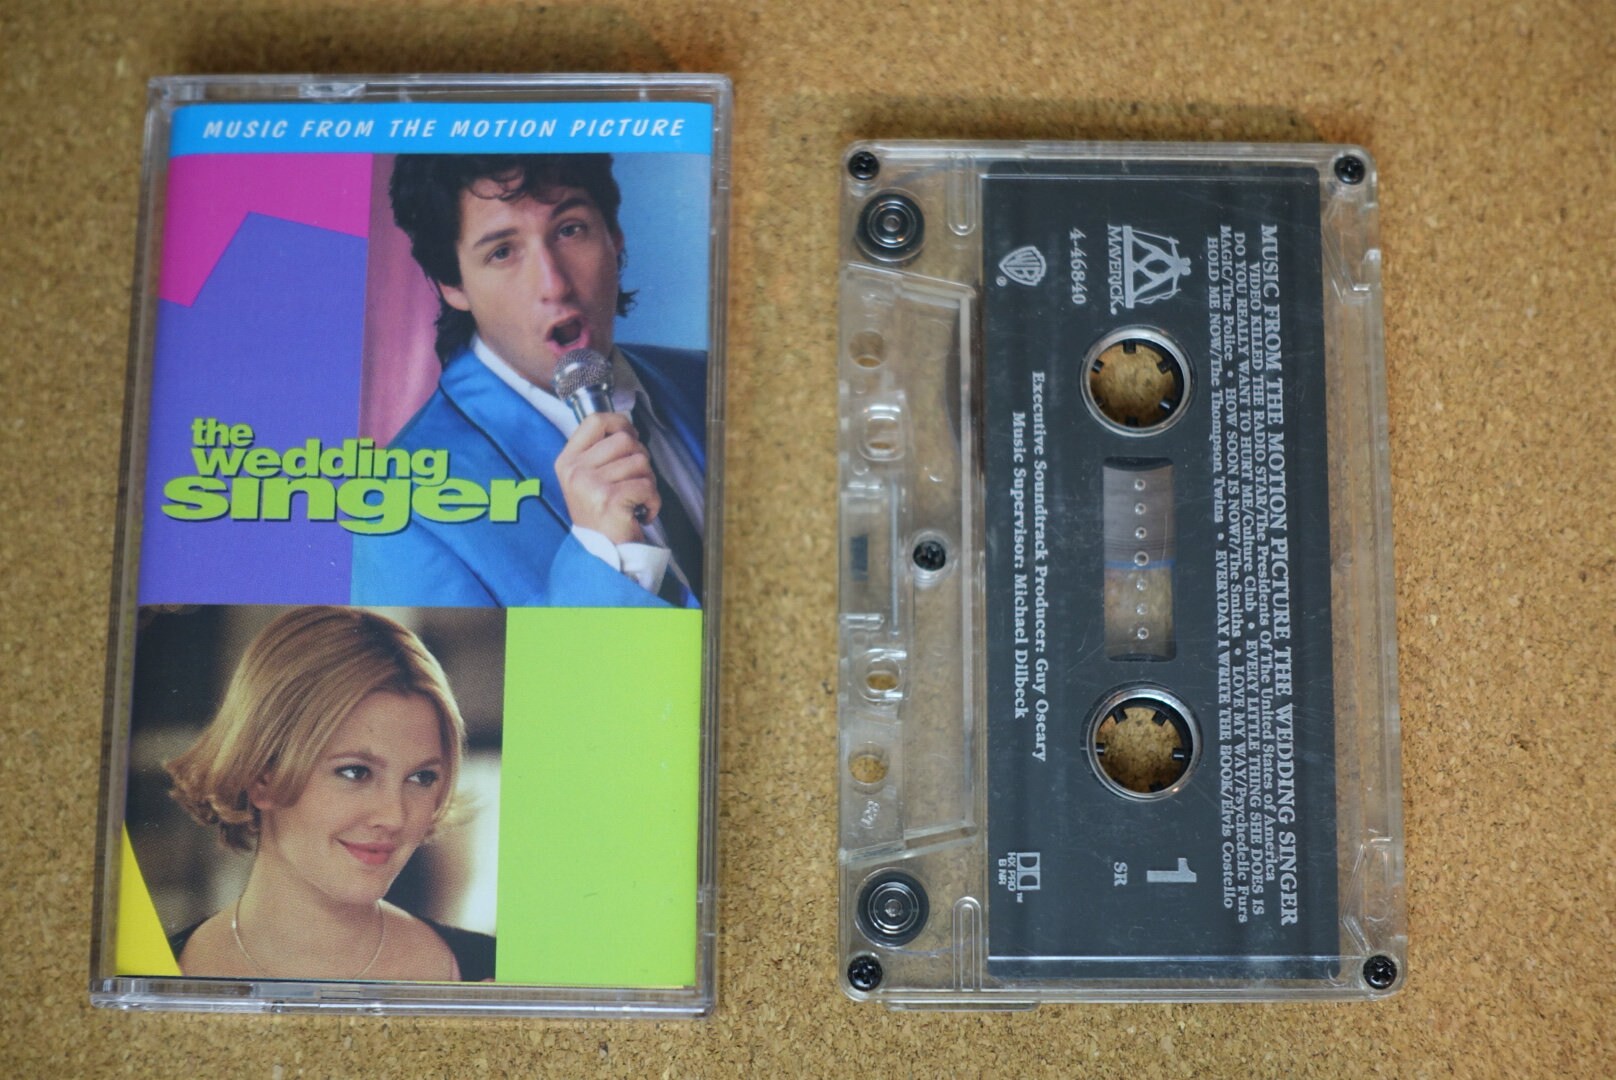 MUSIC FROM THE MOTION PICTURE
the
wedding
singer
MUSIC FROM THE MOTION PICTURE THE WEDDING SINGER
VIDEO KILLED THE RADIO STAR/The Presidents Of The United States of America
DO YOU REALLY WANT TO HURT ME/Culture Club • EVERY LITTLE THING SHE DOES IS
MAGIC/The Police • HOW SOON IS NOW?/The Smiths • LOVE MY WAY/Psychedelic Furs
HOLD ME NOW/The Thompson Twins • EVERYDAY I WRITE THE BOOK/Elvis Costello
MAVERICK
4-46840
WB®
1
SR
Executive Soundtrack Producer: Guy Oseary
Music Supervisor: Michael Dilbeck
HX PRO™
B NR